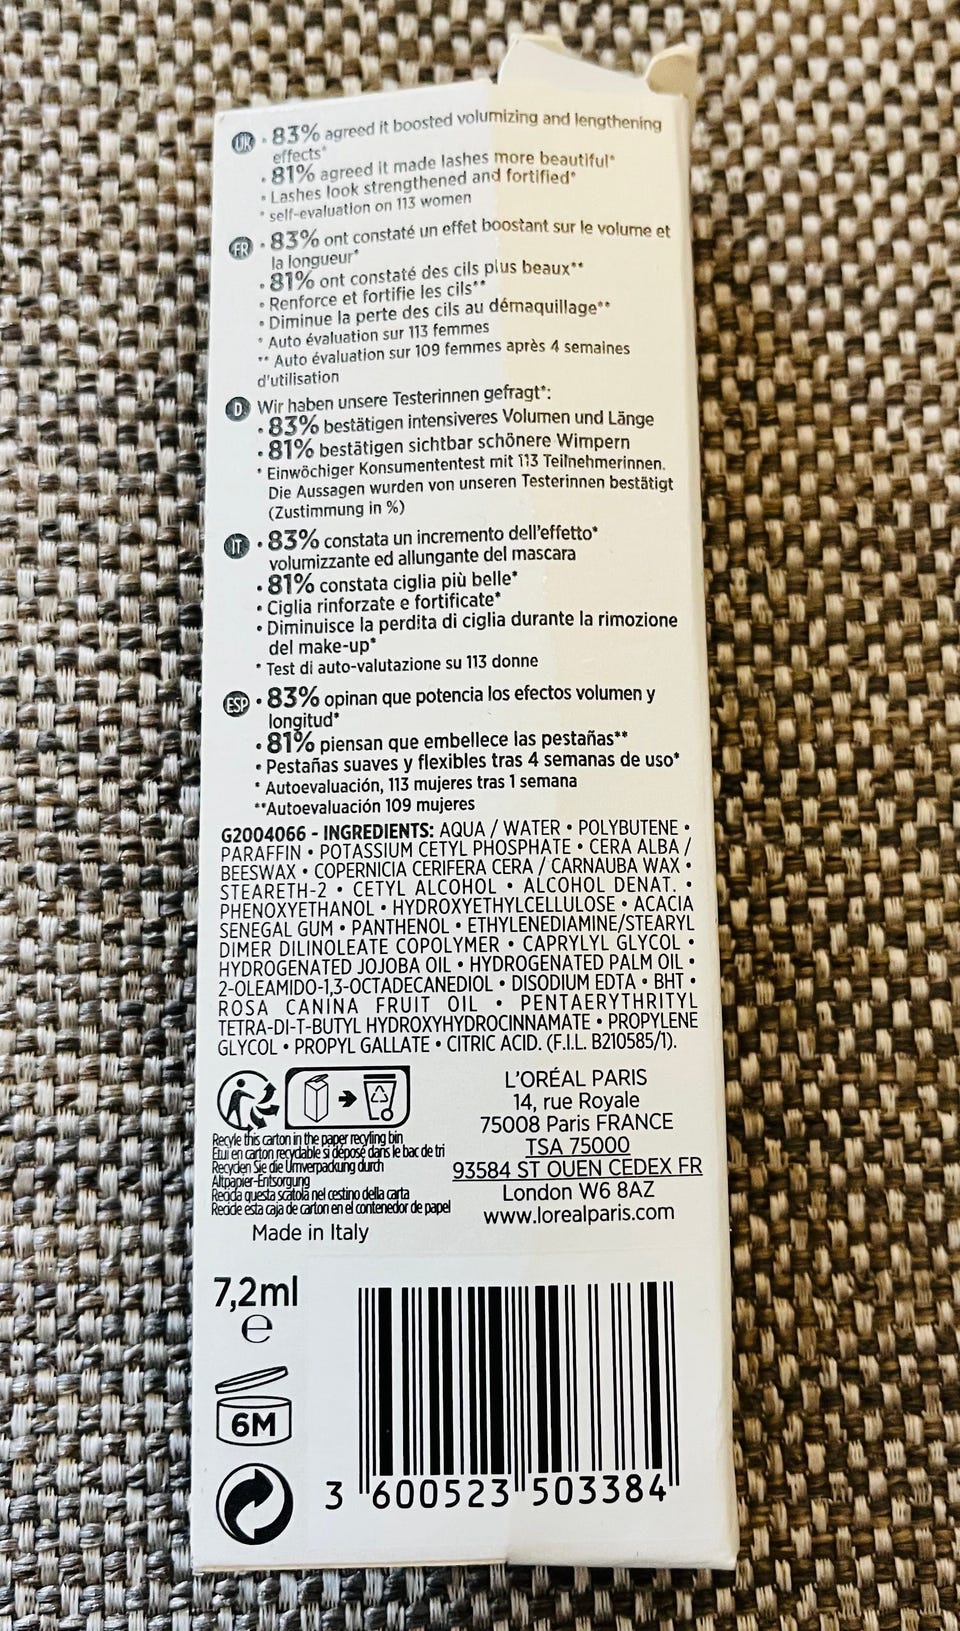 UK • 83% agreed it boosted volumizing and lengthening
effects*
• 81% agreed it made lashes more beautiful*
• Lashes look strengthened and fortified*
* self-evaluation on 113 women
FR • 83% ont constaté un effet boostant sur le volume et
la longueur*
• 81% ont constaté des cils plus beaux**
• Renforce et fortifie les cils**
• Diminue la perte des cils au démaquillage**
* Auto évaluation sur 113 femmes
** Auto évaluation sur 109 femmes après 4 semaines
d'utilisation
D Wir haben unsere Testerinnen gefragt*:
• 83% bestätigen intensiveres Volumen und Länge
• 81% bestätigen sichtbar schönere Wimpern
* Einwöchiger Konsumententest mit 113 Teilnehmerinnen.
Die Aussagen wurden von unseren Testerinnen bestätigt
(Zustimmung in %)
IT • 83% constata un incremento dell'effetto*
volumizzante ed allungante del mascara
• 81% constata ciglia più belle*
• Ciglia rinforzate e fortificate*
• Diminuisce la perdita di ciglia durante la rimozione
del make-up*
* Test di auto-valutazione su 113 donne
ESP • 83% opinan que potencia los efectos volumen y
longitud*
• 81% piensan que embellece las pestañas**
• Pestañas suaves y flexibles tras 4 semanas de uso*
* Autoevaluación, 113 mujeres tras 1 semana
**Autoevaluación 109 mujeres
G2004066 - INGREDIENTS: AQUA / WATER • POLYBUTENE •
PARAFFIN • POTASSIUM CETYL PHOSPHATE • CERA ALBA /
BEESWAX • COPERNICIA CERIFERA CERA / CARNAUBA WAX •
STEARETH-2 • CETYL ALCOHOL • ALCOHOL DENAT. •
PHENOXYETHANOL • HYDROXYETHYLCELLULOSE • ACACIA
SENEGAL GUM • PANTHENOL • ETHYLENEDIAMINE/STEARYL
DIMER DILINOLEATE COPOLYMER • CAPRYLYL GLYCOL •
HYDROGENATED JOJOBA OIL • HYDROGENATED PALM OIL •
2-OLEAMIDO-1,3-OCTADECANEDIOL • DISODIUM EDTA • BHT •
ROSA CANINA FRUIT OIL • PENTAERYTHRITYL
TETRA-DI-T-BUTYL HYDROXYHYDROCINNAMATE • PROPYLENE
GLYCOL • PROPYL GALLATE • CITRIC ACID. (F.I.L. B210585/1).
Recyle this carton in the paper recyling bin
Étui en carton recyclable si déposé dans le bac de tri
Recyclen Sie die Umverpackung durch
Altpapier-Entsorgung
Recicla questa scatola nel cestino della carta
Recicle esta caja de carton en el contenedor de papel
Made in Italy
L'ORÉAL PARIS
14, rue Royale
75008 Paris FRANCE
TSA 75000
93584 ST OUEN CEDEX FR
London W6 8AZ
www.lorealparis.com
7,2ml
e
6M
3 600523 503384